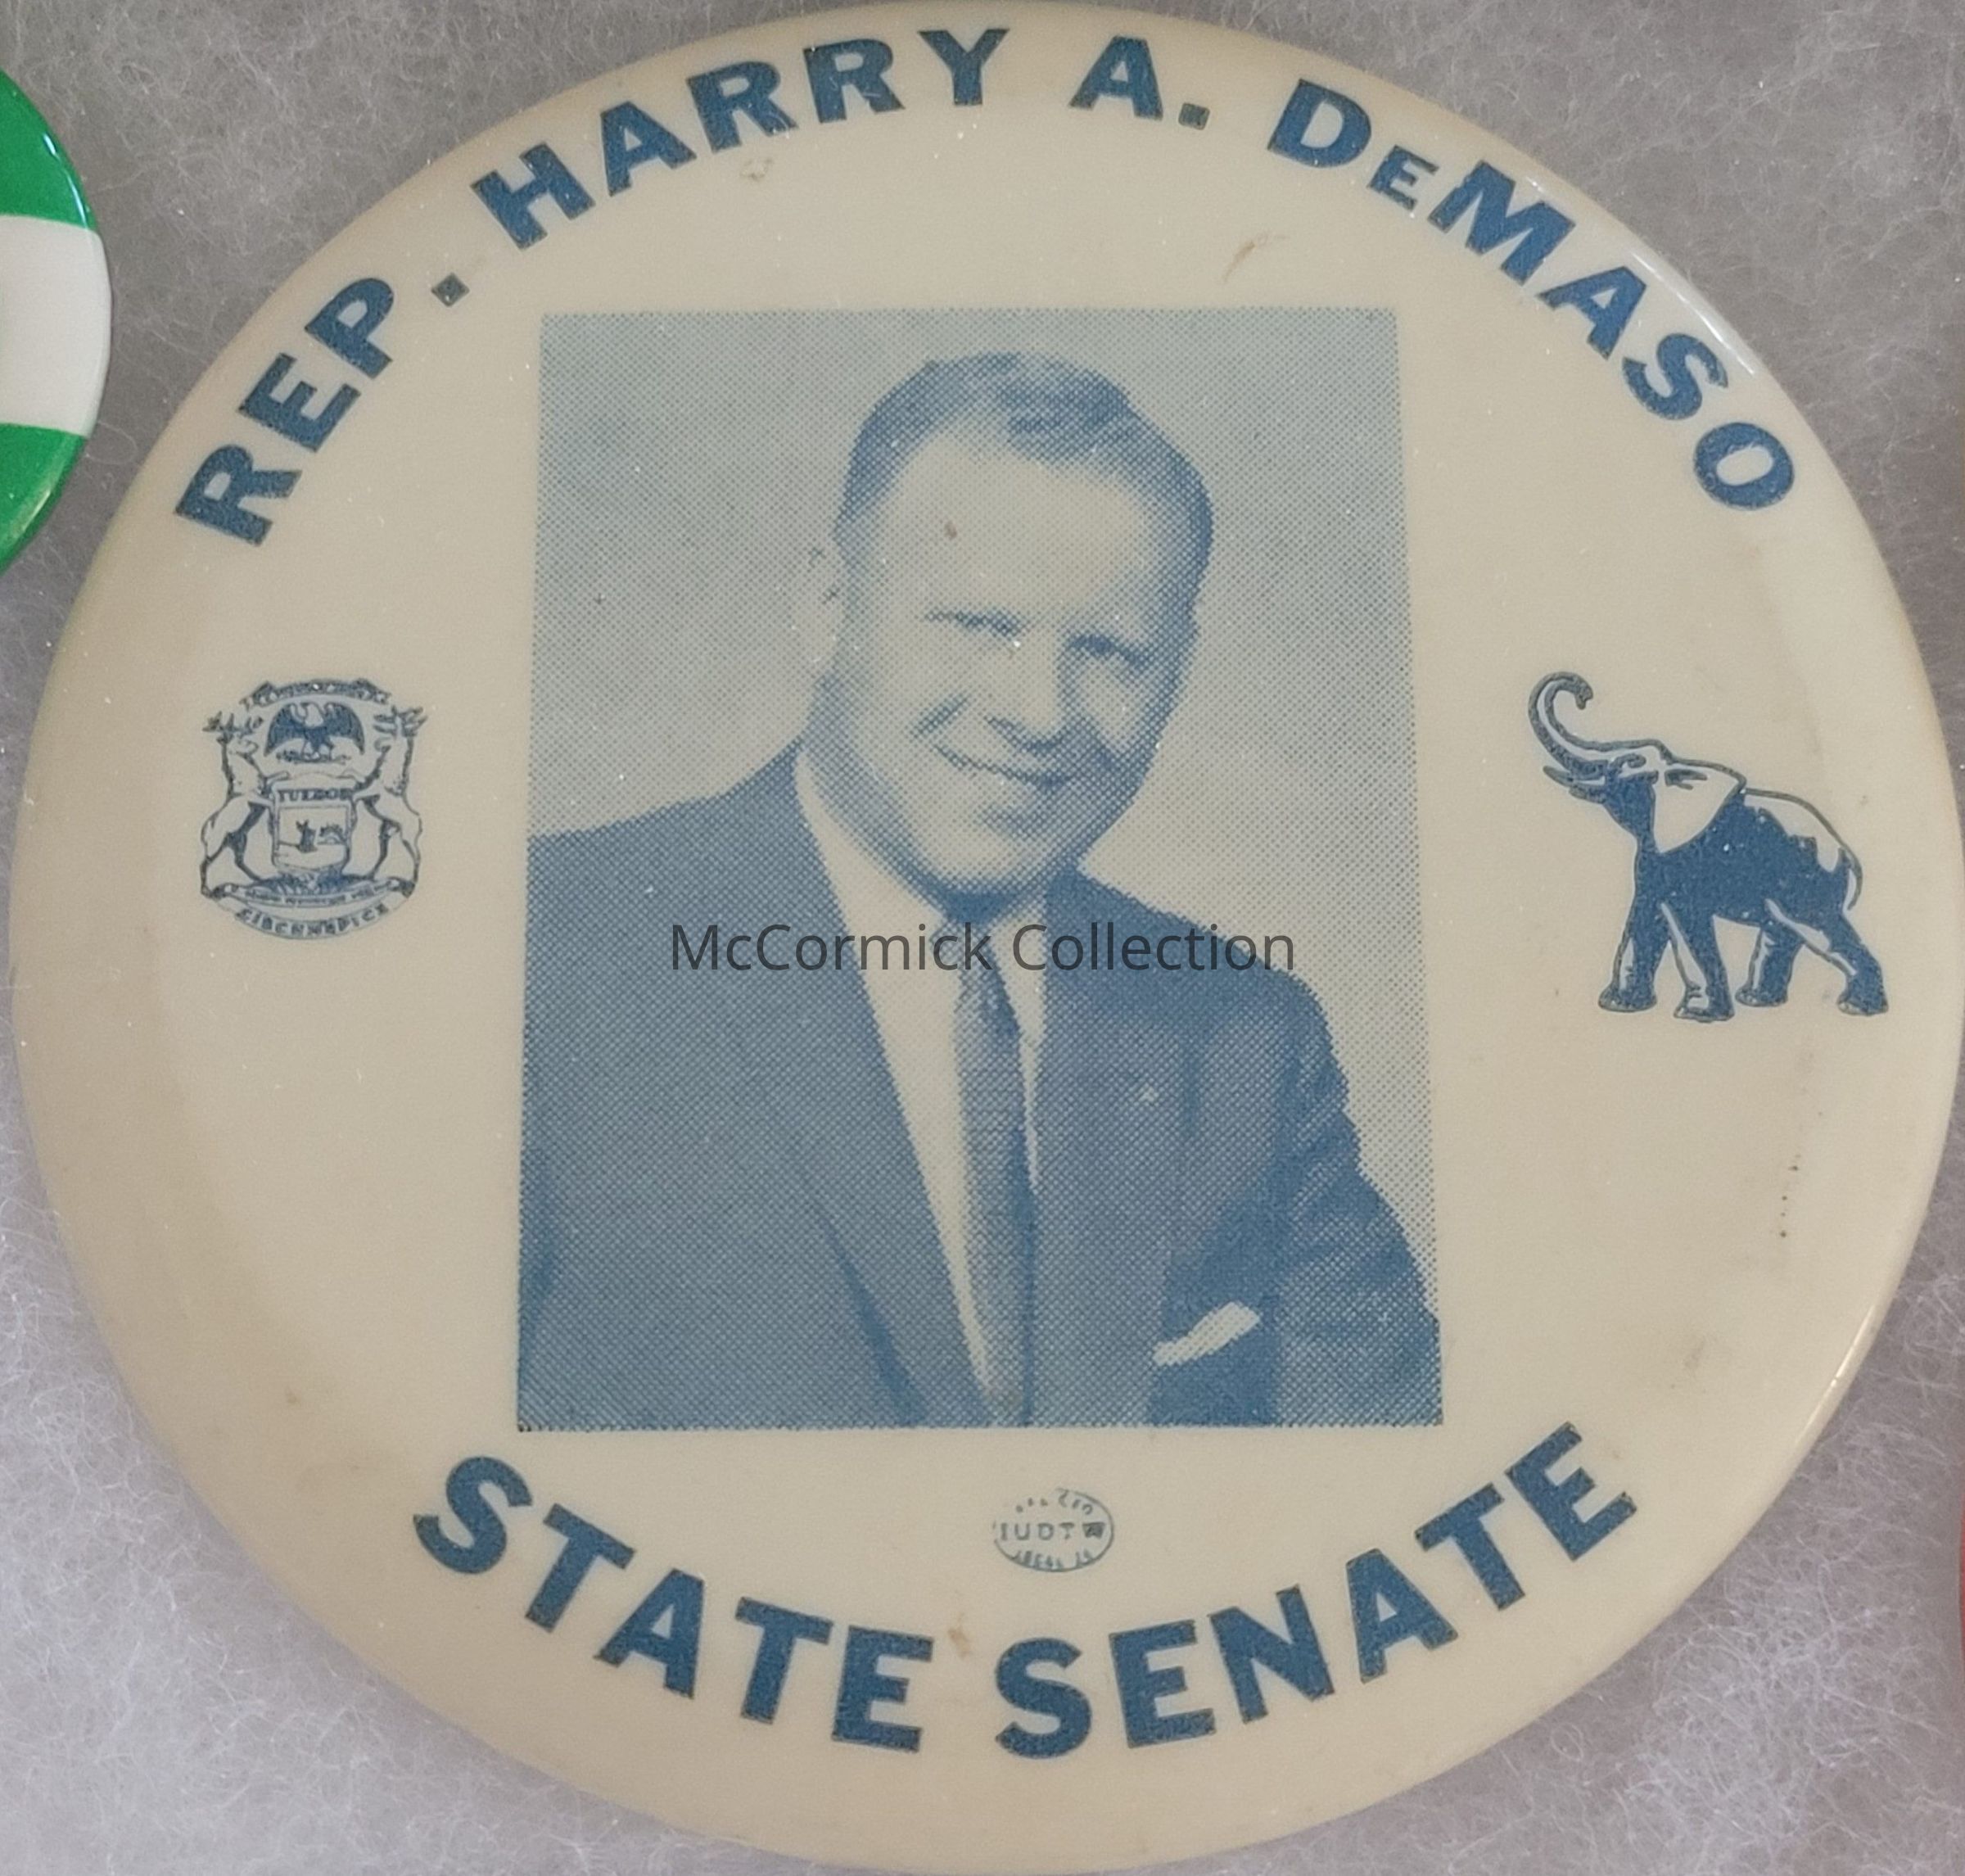 REP. HARRY A. DeMASO
TUEBOR
McCormick Collection
STATE SENATE